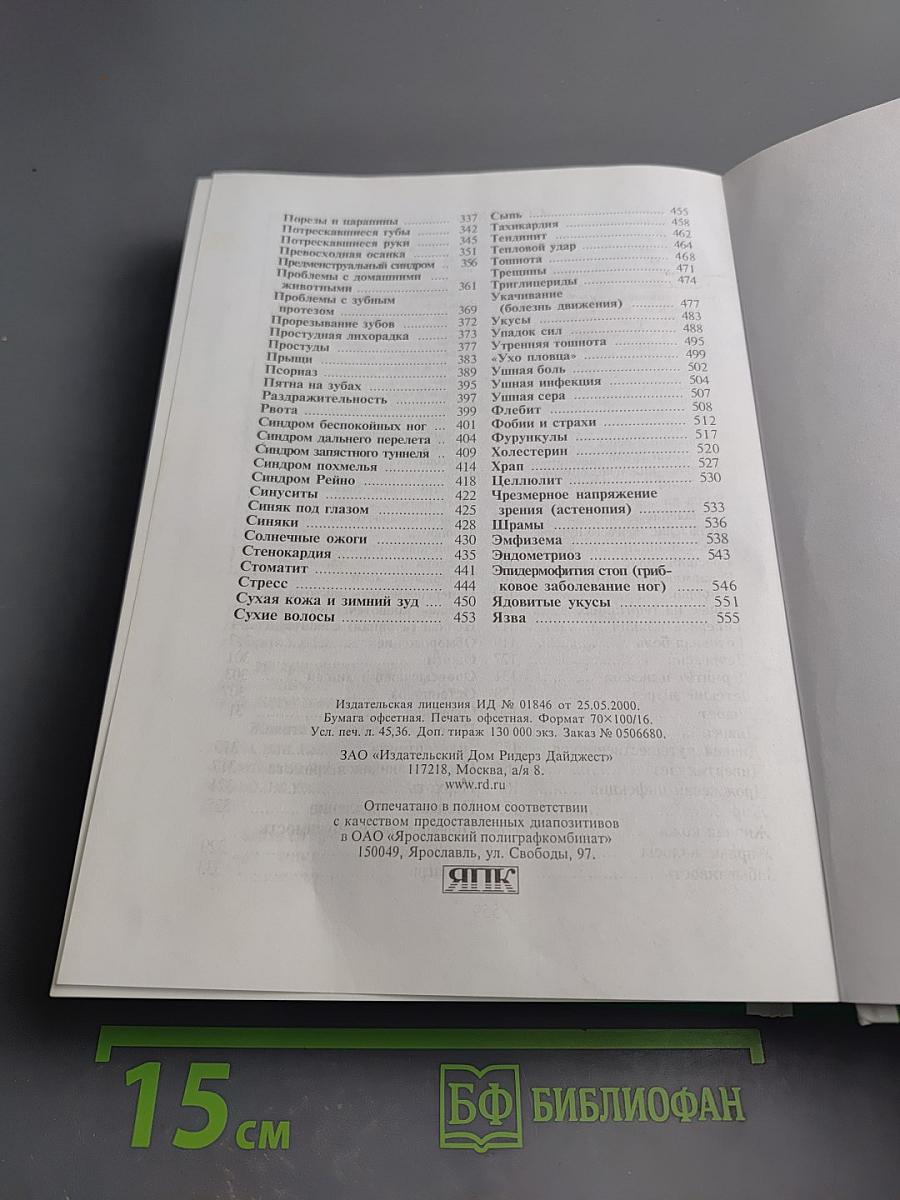 Порезы и царапины ........... 337
Потрескавшиеся губы ......... 342
Потрескавшиеся руки ......... 345
Превосходная осанка ......... 351
Предменструальный синдром .. 356
Проблемы с домашними .....
животными ................ 361
Проблемы с зубным
протезом ................ 369
Прорезывание зубов ......... 372
Простудная лихорадка ....... 373
Простуды ................... 377
Прыщи ..................... 383
Псориаз .................... 389
Пятна на зубах ............. 395
Раздражительность .......... 397
Рвота ...................... 399
Синдром беспокойных ног ... 401
Синдром дальнего перелета .. 404
Синдром запястного туннеля .. 409
Синдром похмелья .......... 414
Синдром Рейно .............. 418
Синуситы ................... 422
Синяк под глазом ........... 425
Синяки ..................... 428
Солнечные ожоги ............ 430
Стенокардия ................ 435
Стоматит ................... 441
Стресс ..................... 444
Сухая кожа и зимний зуд .... 450
Сухие волосы ............... 453
Сыпь ...................... 455
Тахикардия ................. 458
Тендинит ................... 462
Тепловой удар .............. 464
Тошнота .................... 468
Трещины .................... 471
Триглицериды ............... 474
Укачивание
(болезнь движения) ........ 477
Укусы ...................... 483
Упадок сил ................. 488
Утренняя тошнота ........... 495
«Ухо пловца» ............... 499
Ушная боль ................. 502
Ушная инфекция ............. 504
Ушная сера ................. 507
Флебит ..................... 508
Фобии и страхи ............. 512
Фурункулы .................. 517
Холестерин ................. 520
Храп ....................... 527
Целлюлит ................... 530
Чрезмерное напряжение
зрения (астенопия) ......... 533
Шрамы ...................... 536
Эмфизема ................... 538
Эндометриоз ................ 543
Эпидермофития стоп (гриб-
ковое заболевание ног) ...... 546
Ядовитые укусы ............. 551
Язва ....................... 555
Издательская лицензия ИД № 01846 от 25.05.2000.
Бумага офсетная. Печать офсетная. Формат 70×100/16.
Усл. печ. л. 45,36. Доп. тираж 130 000 экз. Заказ № 0506680.
ЗАО «Издательский Дом Ридерз Дайджест»
117218, Москва, а/я 8.
www.rd.ru
Отпечатано в полном соответствии
с качеством предоставленных диапозитивов
в ОАО «Ярославский полиграфкомбинат»
150049, Ярославль, ул. Свободы, 97.
ЯПК
15 см
БФ БИБЛИОФАН